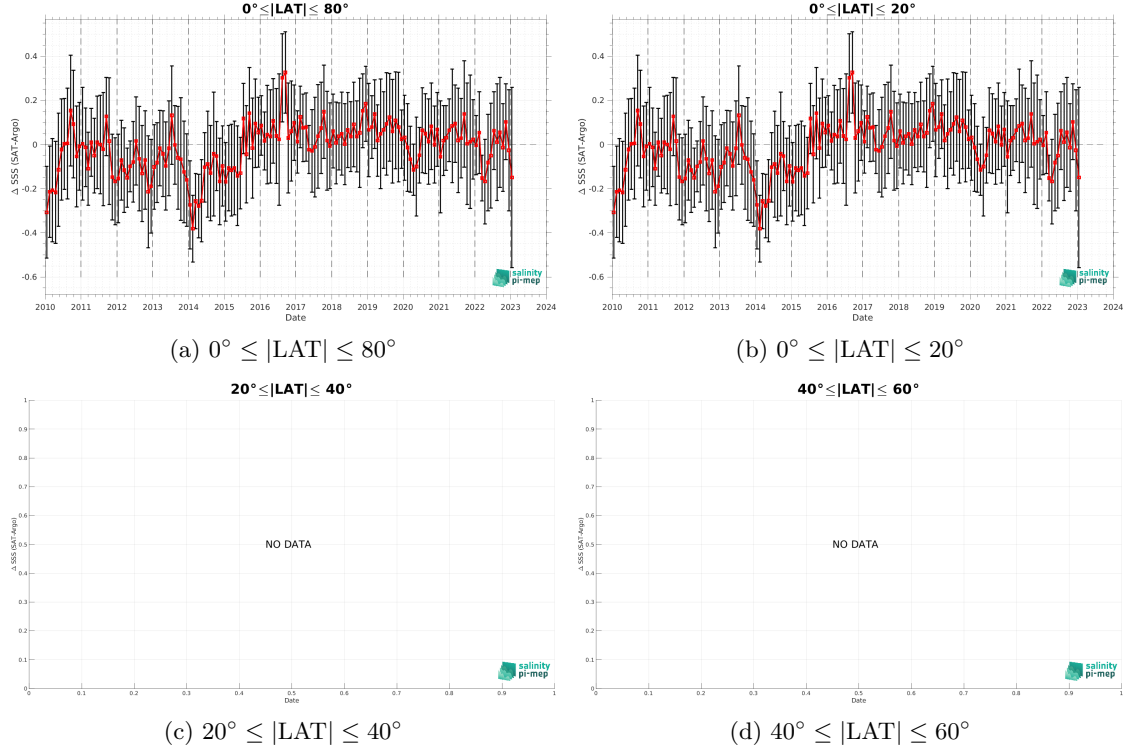 0°≤|LAT|≤ 80°
0.4
0.2
0
-0.2
-0.4
-0.6
Δ SSS (SAT-Argo)
2010 2011 2012 2013 2014 2015 2016 2017 2018 2019 2020 2021 2022 2023 2024
Date
salinity
pi-mep
(a) 0° ≤ |LAT| ≤ 80°
0°≤|LAT|≤ 20°
0.4
0.2
0
-0.2
-0.4
-0.6
Δ SSS (SAT-Argo)
2010 2011 2012 2013 2014 2015 2016 2017 2018 2019 2020 2021 2022 2023 2024
Date
salinity
pi-mep
(b) 0° ≤ |LAT| ≤ 20°
20°≤|LAT|≤ 40°
1
0.9
0.8
0.7
0.6
0.5
0.4
0.3
0.2
0.1
0
Δ SSS (SAT-Argo)
NO DATA
0 0.1 0.2 0.3 0.4 0.5 0.6 0.7 0.8 0.9 1
Date
salinity
pi-mep
(c) 20° ≤ |LAT| ≤ 40°
40°≤|LAT|≤ 60°
1
0.9
0.8
0.7
0.6
0.5
0.4
0.3
0.2
0.1
0
Δ SSS (SAT-Argo)
NO DATA
0 0.1 0.2 0.3 0.4 0.5 0.6 0.7 0.8 0.9 1
Date
salinity
pi-mep
(d) 40° ≤ |LAT| ≤ 60°